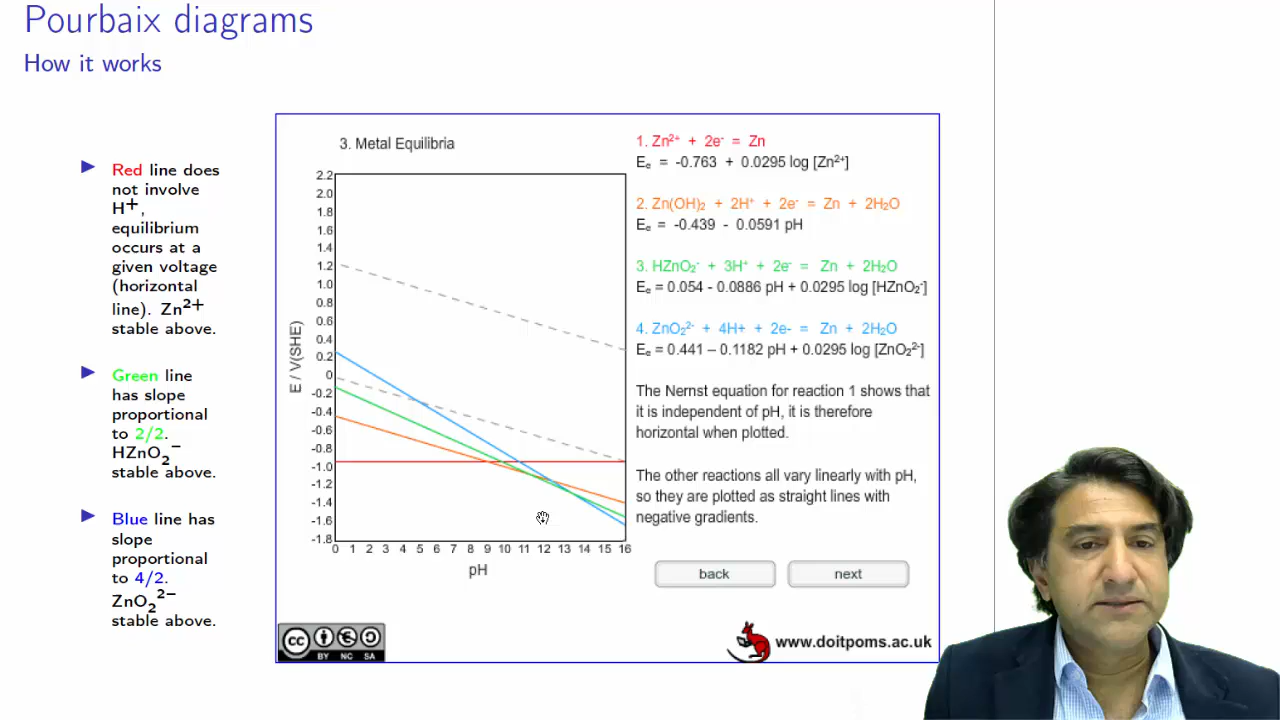 Pourbaix diagrams
How it works
Red line does
not involve
H⁺,
equilibrium
occurs at a
given voltage
(horizontal
line). Zn²⁺
stable above.
Green line
has slope
proportional
to 2/2.
HZnO₂⁻
stable above.
Blue line has
slope
proportional
to 4/2.
ZnO₂²⁻
stable above.
3. Metal Equilibria
2.2
2.0
1.8
1.6
1.4
1.2
1.0
0.8
0.6
0.4
0.2
0
-0.2
-0.4
-0.6
-0.8
-1.0
-1.2
-1.4
-1.6
-1.8
E / V(SHE)
0 1 2 3 4 5 6 7 8 9 10 11 12 13 14 15 16
pH
1. Zn²⁺ + 2e⁻ = Zn
Eₑ = -0.763 + 0.0295 log [Zn²⁺]
2. Zn(OH)₂ + 2H⁺ + 2e⁻ = Zn + 2H₂O
Eₑ = -0.439 - 0.0591 pH
3. HZnO₂⁻ + 3H⁺ + 2e⁻ = Zn + 2H₂O
Eₑ = 0.054 - 0.0886 pH + 0.0295 log [HZnO₂⁻]
4. ZnO₂²⁻ + 4H+ + 2e- = Zn + 2H₂O
Eₑ = 0.441 – 0.1182 pH + 0.0295 log [ZnO₂²⁻]
The Nernst equation for reaction 1 shows that
it is independent of pH, it is therefore
horizontal when plotted.
The other reactions all vary linearly with pH,
so they are plotted as straight lines with
negative gradients.
back next
cc
BY NC SA
www.doitpoms.ac.uk